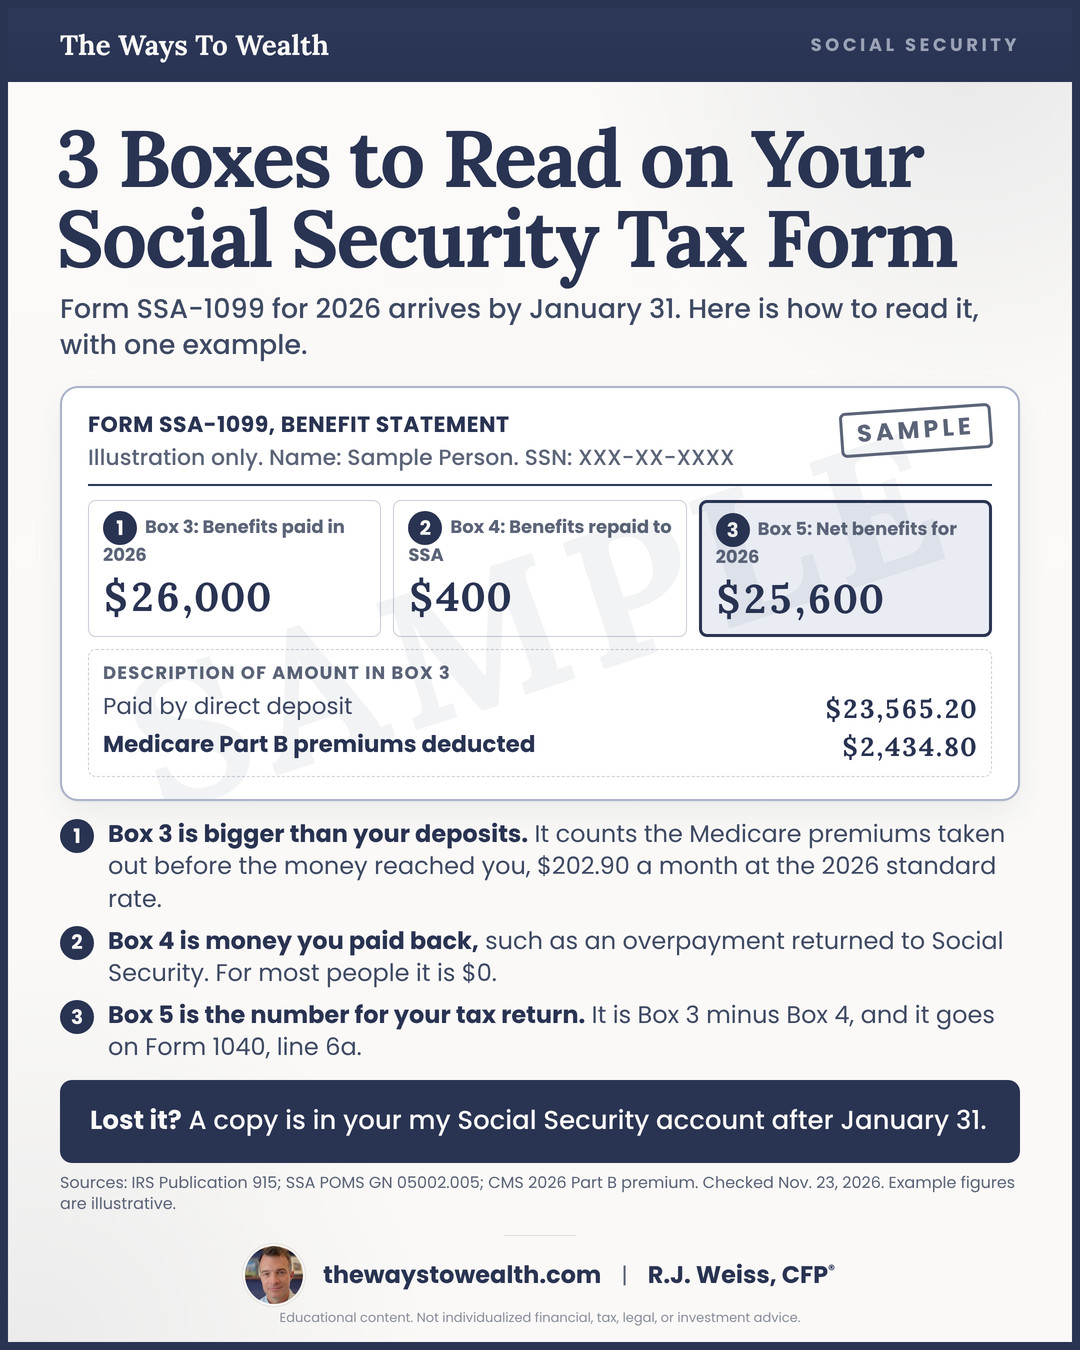 The Ways To Wealth
SOCIAL SECURITY
3 Boxes to Read on Your
Social Security Tax Form
Form SSA-1099 for 2026 arrives by January 31. Here is how to read it,
with one example.
FORM SSA-1099, BENEFIT STATEMENT
SAMPLE
Illustration only. Name: Sample Person. SSN: XXX-XX-XXXX
1 Box 3: Benefits paid in
2026
$26,000
2 Box 4: Benefits repaid to
SSA
$400
3 Box 5: Net benefits for
2026
$25,600
SAMPLE
DESCRIPTION OF AMOUNT IN BOX 3
Paid by direct deposit $23,565.20
Medicare Part B premiums deducted $2,434.80
1 Box 3 is bigger than your deposits. It counts the Medicare premiums taken
out before the money reached you, $202.90 a month at the 2026 standard
rate.
2 Box 4 is money you paid back, such as an overpayment returned to Social
Security. For most people it is $0.
3 Box 5 is the number for your tax return. It is Box 3 minus Box 4, and it goes
on Form 1040, line 6a.
Lost it? A copy is in your my Social Security account after January 31.
Sources: IRS Publication 915; SSA POMS GN 05002.005; CMS 2026 Part B premium. Checked Nov. 23, 2026. Example figures
are illustrative.
thewaystowealth.com | R.J. Weiss, CFP®
Educational content. Not individualized financial, tax, legal, or investment advice.